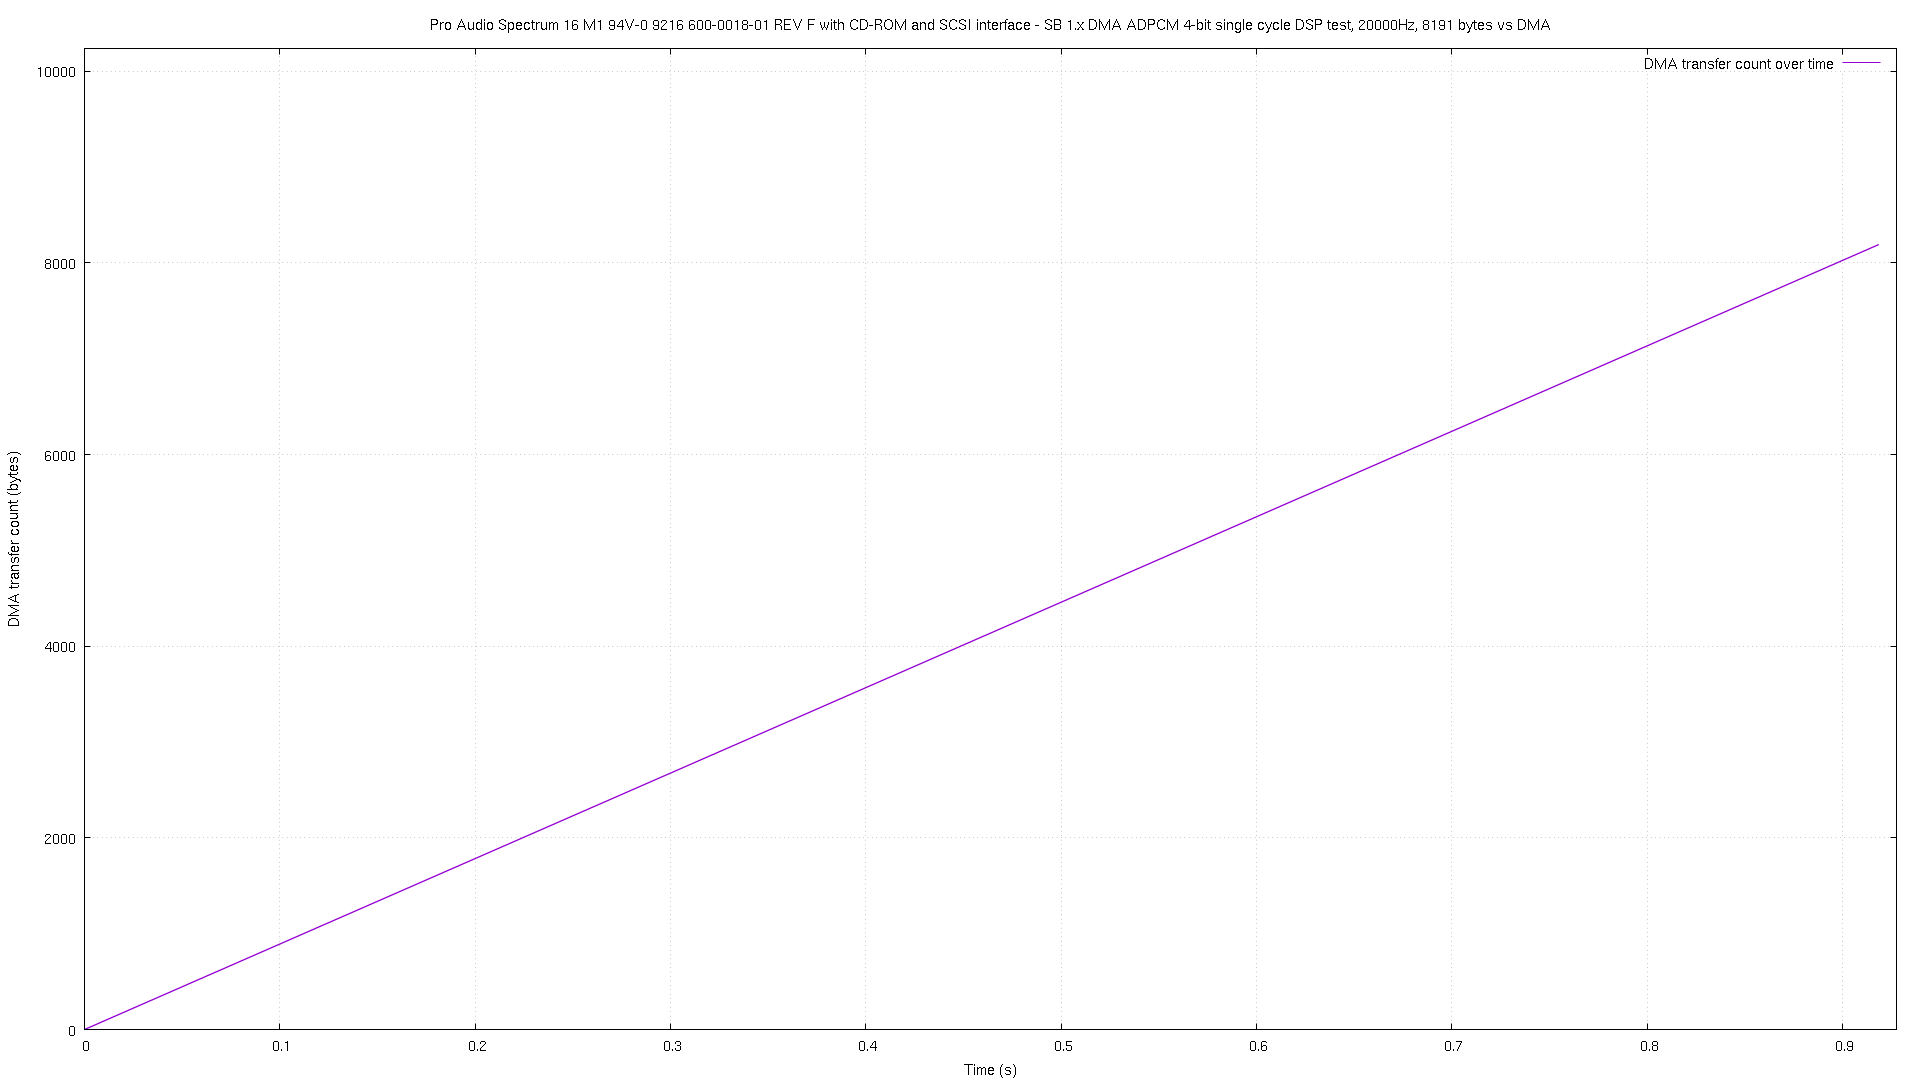 Pro Audio Spectrum 16 M1 94V-0 9216 600-0018-01 REV F with CD-ROM and SCSI interface - SB 1.x DMA ADPCM 4-bit single cycle DSP test, 20000Hz, 8191 bytes vs DMA
DMA transfer count over time
10000
8000
6000
4000
2000
0
DMA transfer count (bytes)
0 0.1 0.2 0.3 0.4 0.5 0.6 0.7 0.8 0.9
Time (s)